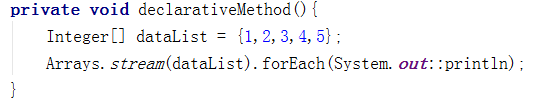 private void declarativeMethod(){
    Integer[] dataList = {1,2,3,4,5};
    Arrays.stream(dataList).forEach(System.out::println);
}